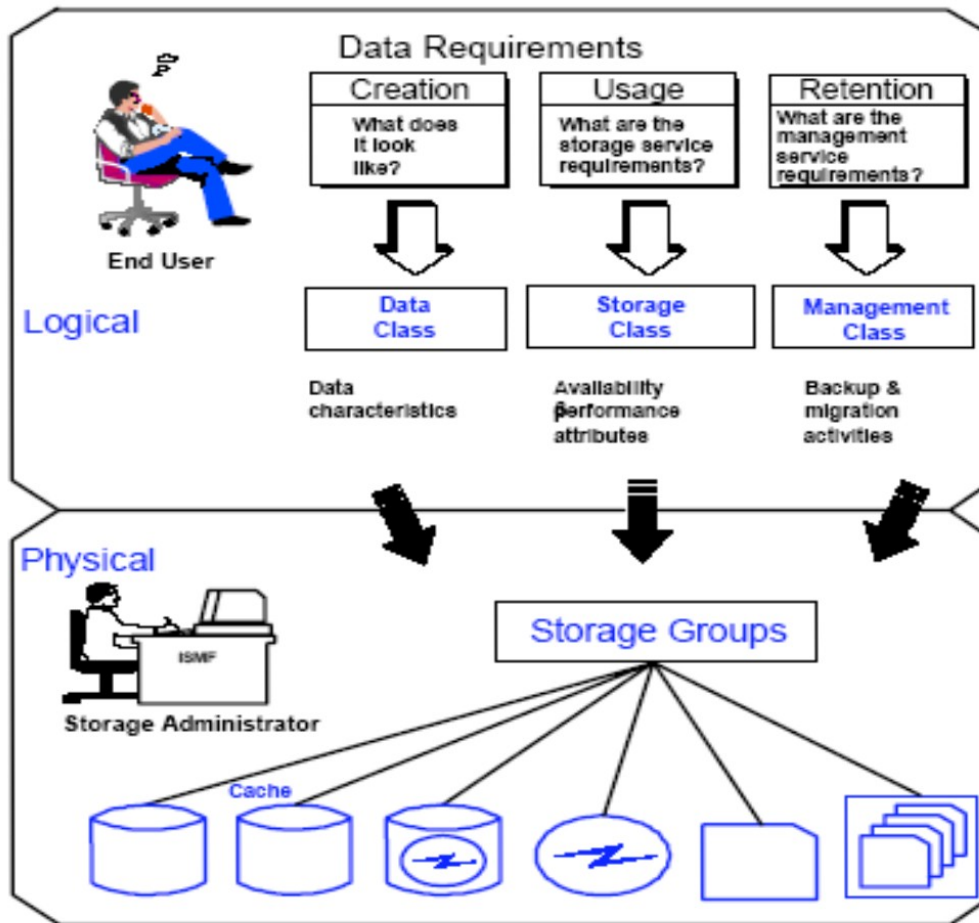 Data Requirements
Creation
What does
it look
like?
Usage
What are the
storage service
requirements?
Retention
What are the
management
service
requirements?
End User
Logical
Data
Class
Storage
Class
Management
Class
Data
characteristics
Availability
performance
attributes
Backup &
migration
activities
Physical
Storage Groups
ISMF
Storage Administrator
Cache